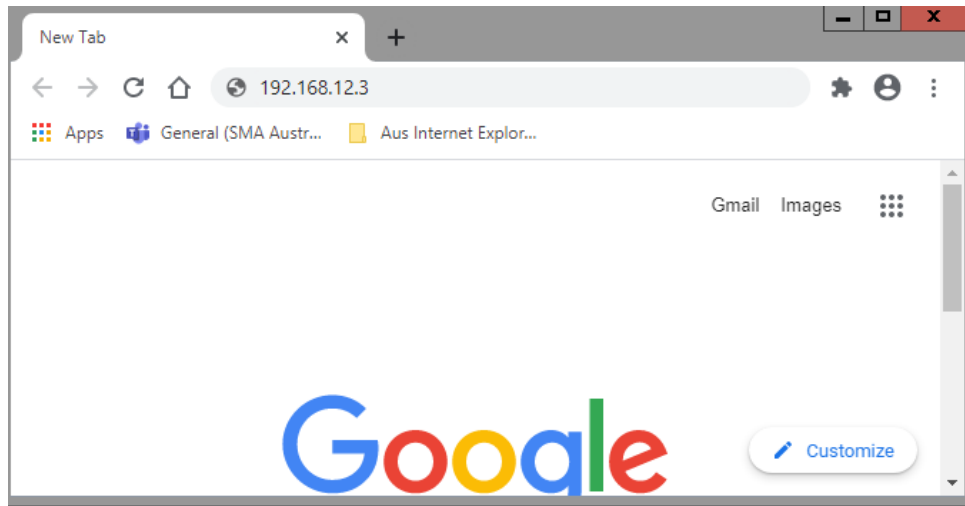 New Tab
192.168.12.3
Apps General (SMA Austr... Aus Internet Explor...
Gmail Images
Google
Customize